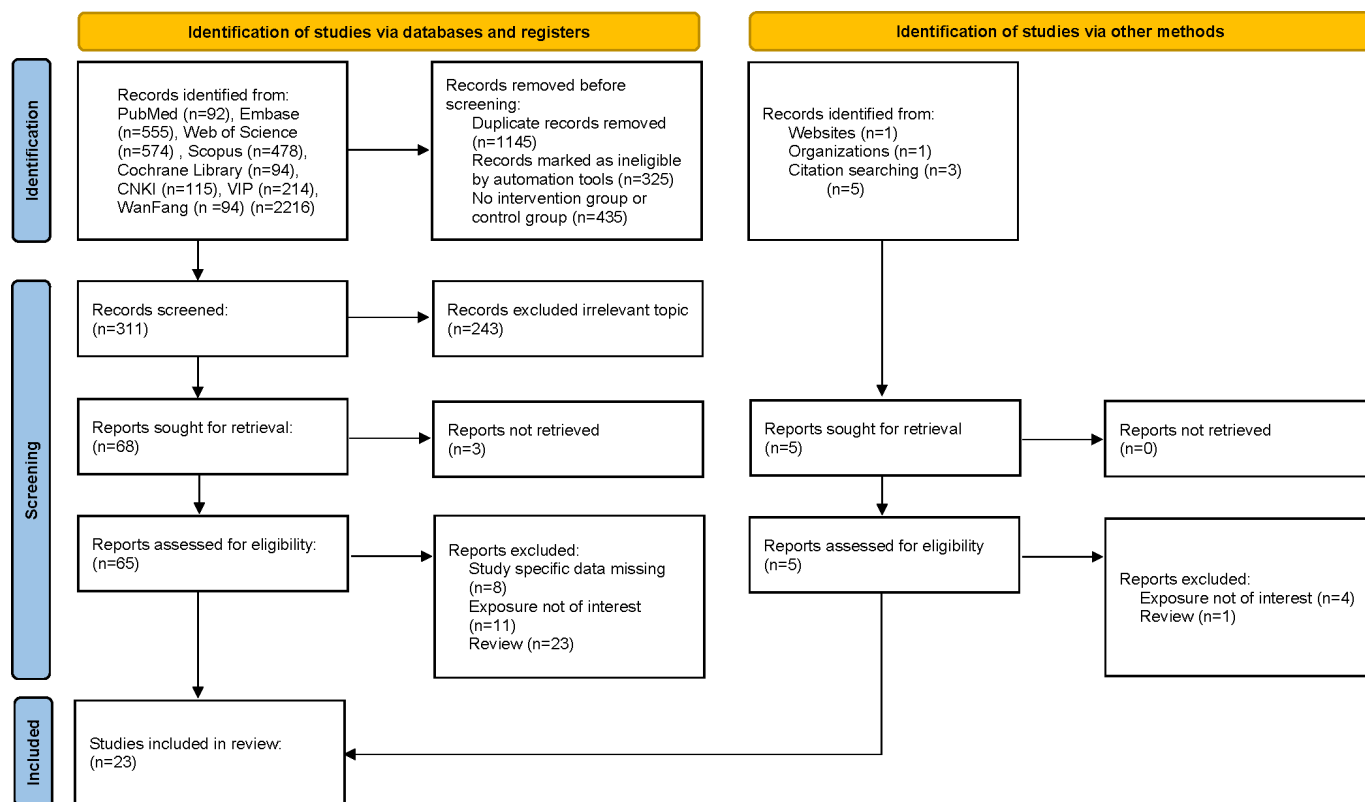 Identification of studies via databases and registers
Identification of studies via other methods
Identification
Records identified from:
PubMed (n=92), Embase
(n=555), Web of Science
(n=574) , Scopus (n=478),
Cochrane Library (n=94),
CNKI (n=115), VIP (n=214),
WanFang (n =94) (n=2216)
Records removed before
screening:
Duplicate records removed
(n=1145)
Records marked as ineligible
by automation tools (n=325)
No intervention group or
control group (n=435)
Records identified from:
Websites (n=1)
Organizations (n=1)
Citation searching (n=3)
(n=5)
Screening
Records screened:
(n=311)
Records excluded irrelevant topic
(n=243)
Reports sought for retrieval:
(n=68)
Reports not retrieved
(n=3)
Reports sought for retrieval
(n=5)
Reports not retrieved
(n=0)
Reports assessed for eligibility:
(n=65)
Reports excluded:
Study specific data missing
(n=8)
Exposure not of interest
(n=11)
Review (n=23)
Reports assessed for eligibility
(n=5)
Reports excluded:
Exposure not of interest (n=4)
Review (n=1)
Included
Studies included in review:
(n=23)